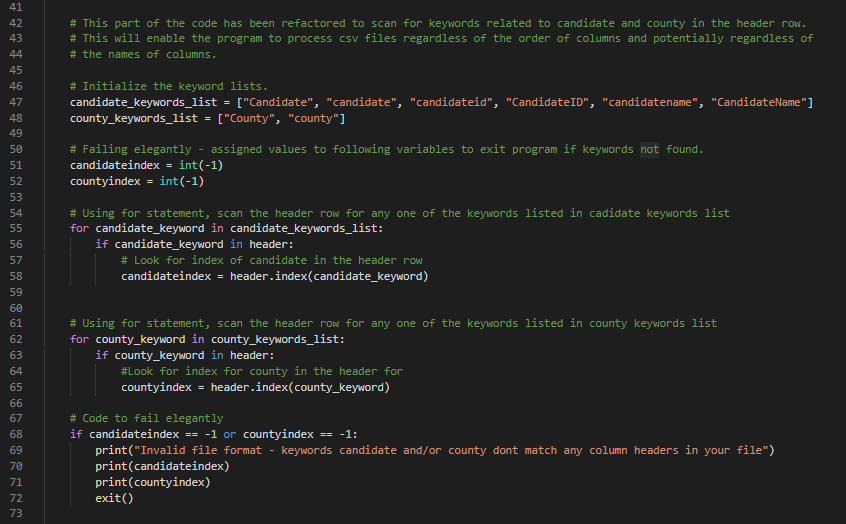 41
42 # This part of the code has been refactored to scan for keywords related to candidate and county in the header row.
43 # This will enable the program to process csv files regardless of the order of columns and potentially regardless of
44 # the names of columns.
45
46 # Initialize the keyword lists.
47 candidate_keywords_list = ["Candidate", "candidate", "candidateid", "CandidateID", "candidatename", "CandidateName"]
48 county_keywords_list = ["County", "county"]
49
50 # Failing elegantly - assigned values to following variables to exit program if keywords not found.
51 candidateindex = int(-1)
52 countyindex = int(-1)
53
54 # Using for statement, scan the header row for any one of the keywords listed in cadidate keywords list
55 for candidate_keyword in candidate_keywords_list:
56 if candidate_keyword in header:
57 # Look for index of candidate in the header row
58 candidateindex = header.index(candidate_keyword)
59
60
61 # Using for statement, scan the header row for any one of the keywords listed in county keywords list
62 for county_keyword in county_keywords_list:
63 if county_keyword in header:
64 #Look for index for county in the header for
65 countyindex = header.index(county_keyword)
66
67 # Code to fail elegantly
68 if candidateindex == -1 or countyindex == -1:
69 print("Invalid file format - keywords candidate and/or county dont match any column headers in your file")
70 print(candidateindex)
71 print(countyindex)
72 exit()
73